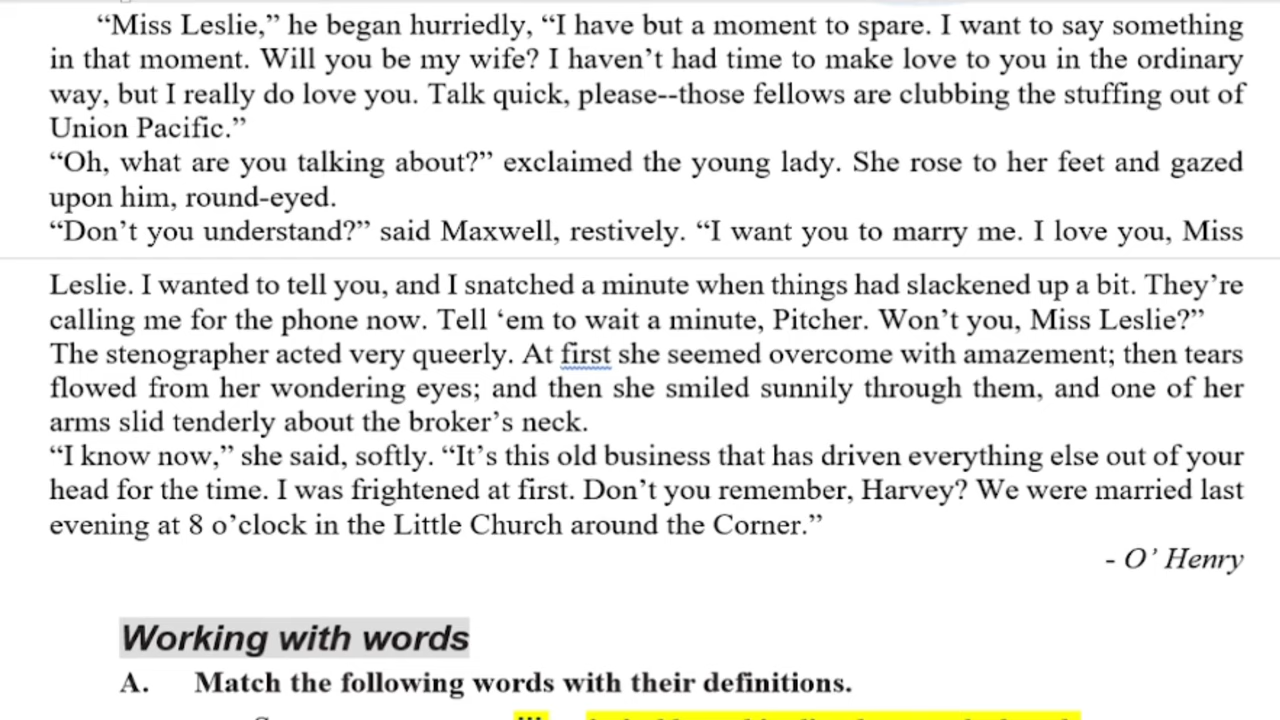 “Miss Leslie,” he began hurriedly, “I have but a moment to spare. I want to say something
in that moment. Will you be my wife? I haven’t had time to make love to you in the ordinary
way, but I really do love you. Talk quick, please--those fellows are clubbing the stuffing out of
Union Pacific.”
“Oh, what are you talking about?” exclaimed the young lady. She rose to her feet and gazed
upon him, round-eyed.
“Don’t you understand?” said Maxwell, restively. “I want you to marry me. I love you, Miss
Leslie. I wanted to tell you, and I snatched a minute when things had slackened up a bit. They’re
calling me for the phone now. Tell ‘em to wait a minute, Pitcher. Won’t you, Miss Leslie?”
The stenographer acted very queerly. At first she seemed overcome with amazement; then tears
flowed from her wondering eyes; and then she smiled sunnily through them, and one of her
arms slid tenderly about the broker’s neck.
“I know now,” she said, softly. “It’s this old business that has driven everything else out of your
head for the time. I was frightened at first. Don’t you remember, Harvey? We were married last
evening at 8 o’clock in the Little Church around the Corner.”
- O’ Henry
Working with words
A. Match the following words with their definitions.